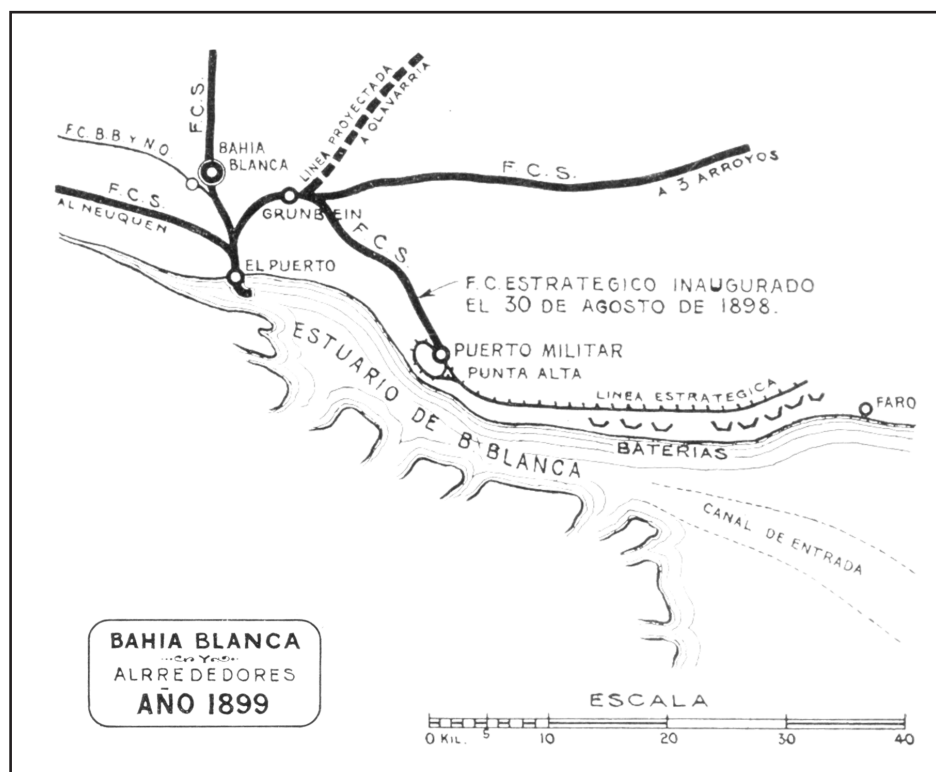 F.C.S.
LINEA PROYECTADA
A OLAVARRIA
F.C. B.B Y N.O.
BAHIA
BLANCA
F.C.S.
A 3 ARROYOS
F.C.S.
AL NEUQUEN
GRUNBEIN
F.C.S.
EL PUERTO
F.C. ESTRATEGICO INAUGURADO
EL 30 DE AGOSTO DE 1898.
ESTUARIO DE B. BLANCA
PUERTO MILITAR
PUNTA ALTA
LINEA ESTRATEGICA
FARO
BATERIAS
CANAL DE ENTRADA
BAHIA BLANCA
Y
ALRREDEDORES
AÑO 1899
ESCALA
0 KIL. 5 10 20 30 40